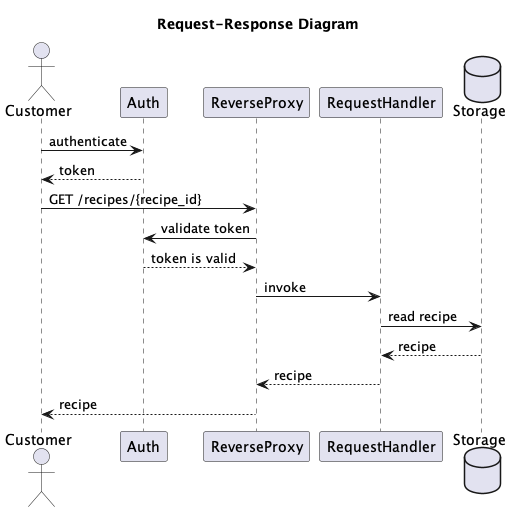 Request-Response Diagram
Customer
Auth
ReverseProxy
RequestHandler
Storage
authenticate
token
GET /recipes/{recipe_id}
validate token
token is valid
invoke
read recipe
recipe
recipe
recipe
Customer
Auth
ReverseProxy
RequestHandler
Storage